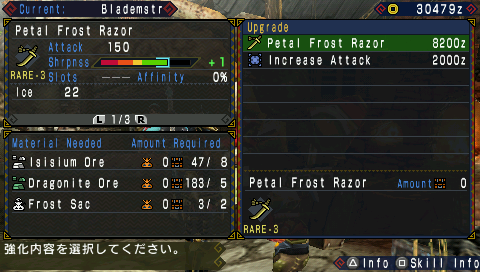 Current: Blademstr
30479z
Petal Frost Razor
Attack 150
Shrpnss +1
RARE-3
Slots --- Affinity 0%
Ice 22
L 1/3 R
Upgrade
Petal Frost Razor 8200z
Increase Attack 2000z
Material Needed Amount Required
Isisium Ore 0 47/ 8
Dragonite Ore 0 183/ 5
Frost Sac 0 3/ 2
Petal Frost Razor Amount 0
RARE-3
強化内容を選択してください。
Info Skill Info